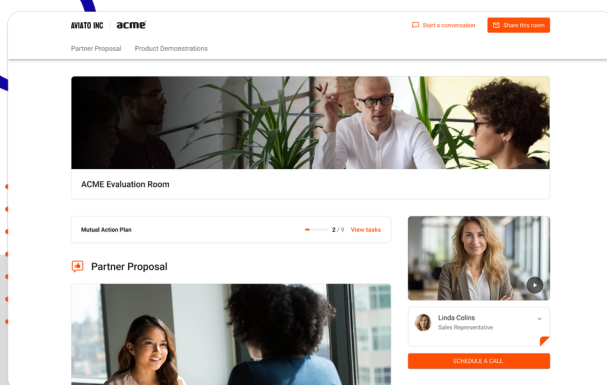 AVIATO INC acme
Start a conversation
Share this room
Partner Proposal
Product Demonstrations
ACME Evaluation Room
Mutual Action Plan
2 / 9
View tasks
Partner Proposal
Linda Colins
Sales Representative
SCHEDULE A CALL